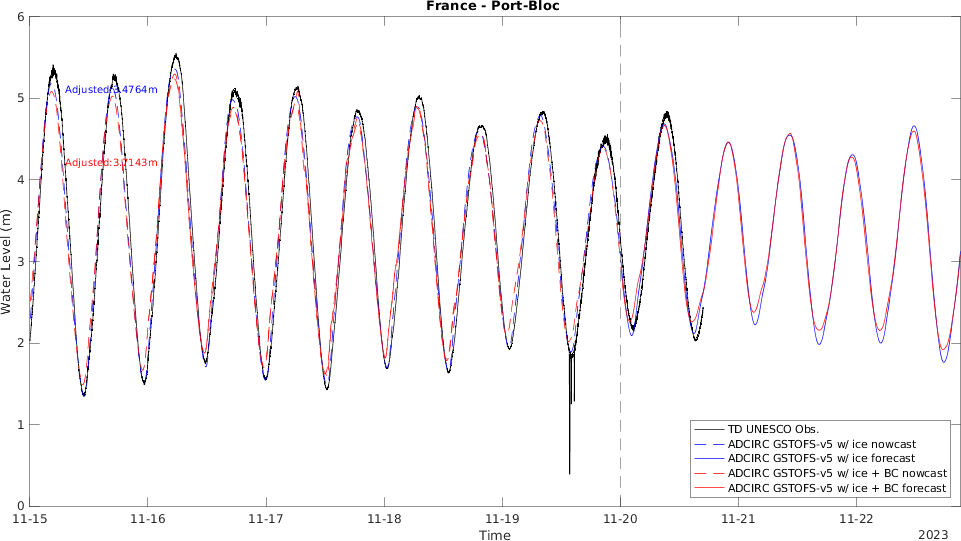 France - Port-Bloc
6
5
4
3
2
1
0
Water Level (m)
Adjusted:3.4764m
Adjusted:3.7143m
TD UNESCO Obs.
ADCIRC GSTOFS-v5 w/ ice nowcast
ADCIRC GSTOFS-v5 w/ ice forecast
ADCIRC GSTOFS-v5 w/ ice + BC nowcast
ADCIRC GSTOFS-v5 w/ ice + BC forecast
11-15 11-16 11-17 11-18 11-19 11-20 11-21 11-22
Time
2023